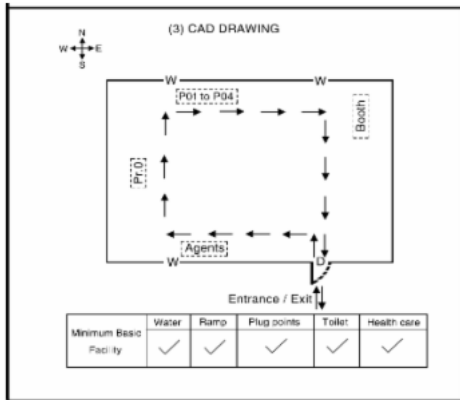 (3) CAD DRAWING
N
W E
S
W W
P01 to P04
Booth
Pr.0
Agents
W D
Entrance / Exit
Minimum Basic Facility Water Ramp Plug points Toilet Health care
✓ ✓ ✓ ✓ ✓